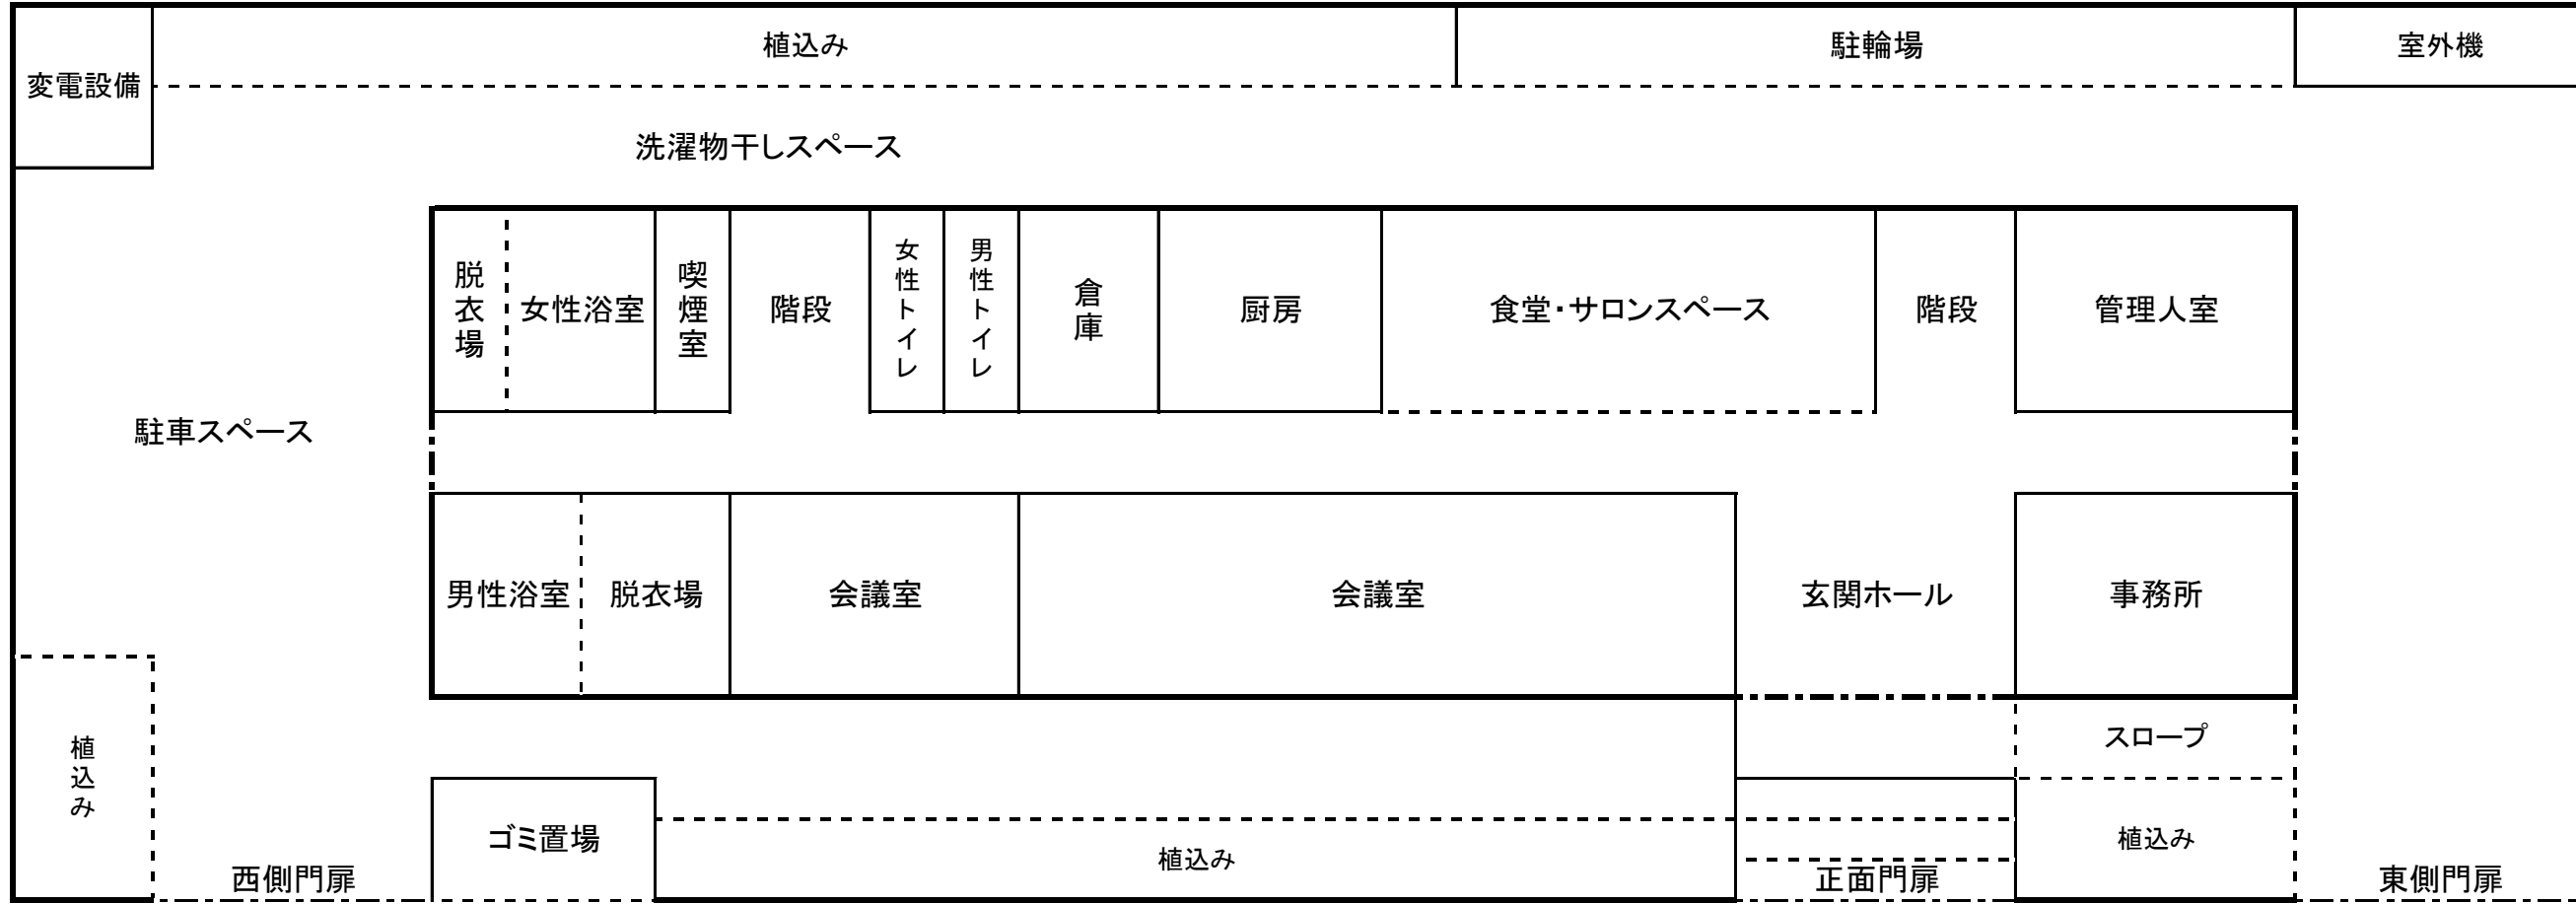 植込み
駐輪場
室外機
変電設備
洗濯物干しスペース
脱衣場
女性浴室
喫煙室
階段
女性トイレ
男性トイレ
倉庫
厨房
食堂・サロンスペース
階段
管理人室
駐車スペース
男性浴室
脱衣場
会議室
会議室
玄関ホール
事務所
植込み
スロープ
ゴミ置場
植込み
植込み
西側門扉
正面門扉
東側門扉